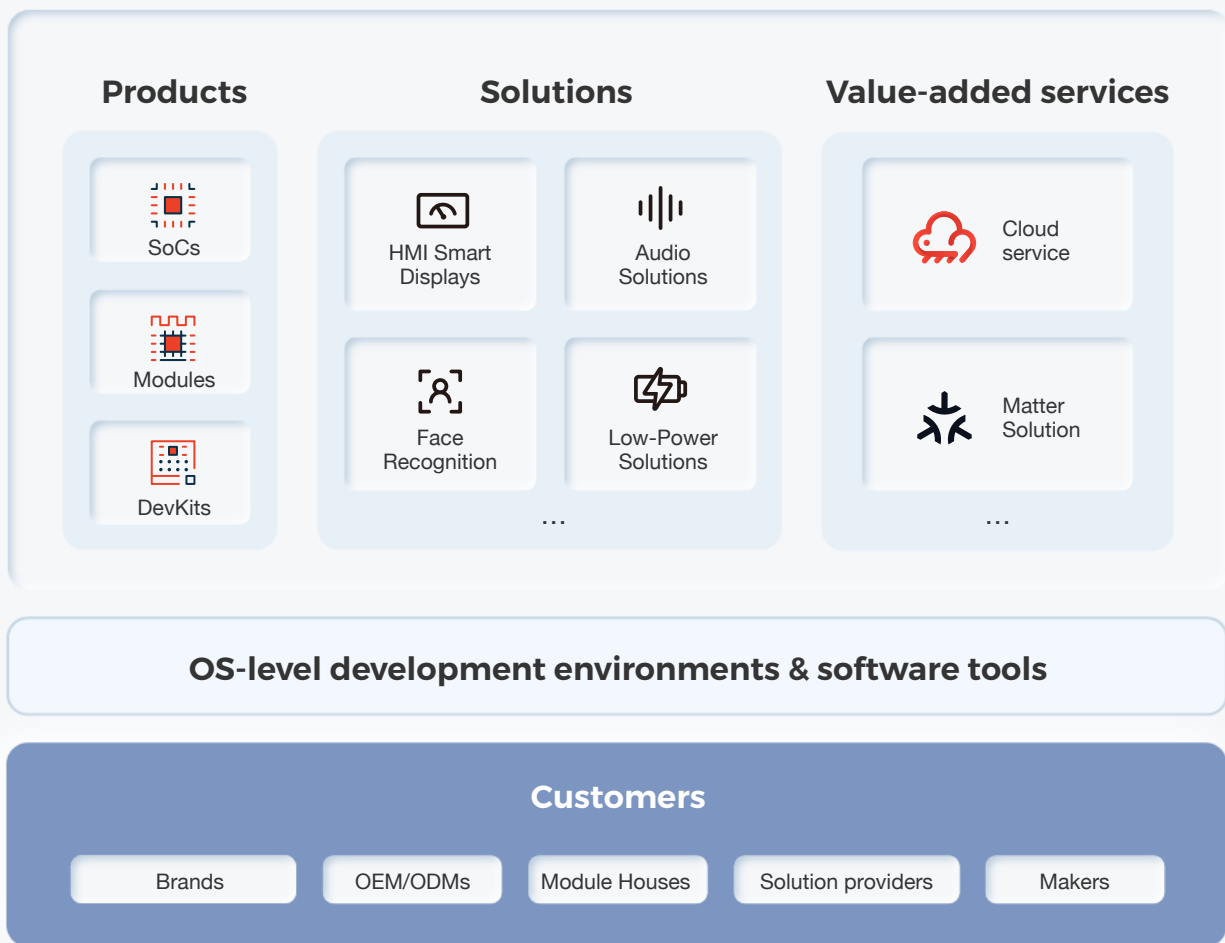 Products
SoCs
Modules
DevKits
Solutions
HMI Smart
Displays
Audio
Solutions
Face
Recognition
Low-Power
Solutions
...
Value-added services
Cloud
service
Matter
Solution
...
OS-level development environments & software tools
Customers
Brands
OEM/ODMs
Module Houses
Solution providers
Makers